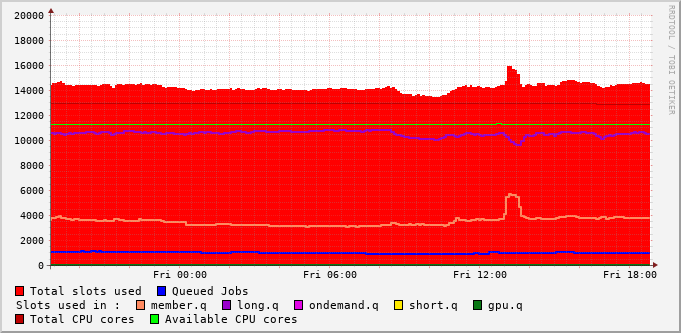 20000
18000
16000
14000
12000
10000
8000
6000
4000
2000
0
Fri 00:00 Fri 06:00 Fri 12:00 Fri 18:00
RRDTOOL / TOBI OETIKER
Total slots used Queued Jobs
Slots used in : member.q long.q ondemand.q short.q gpu.q
Total CPU cores Available CPU cores